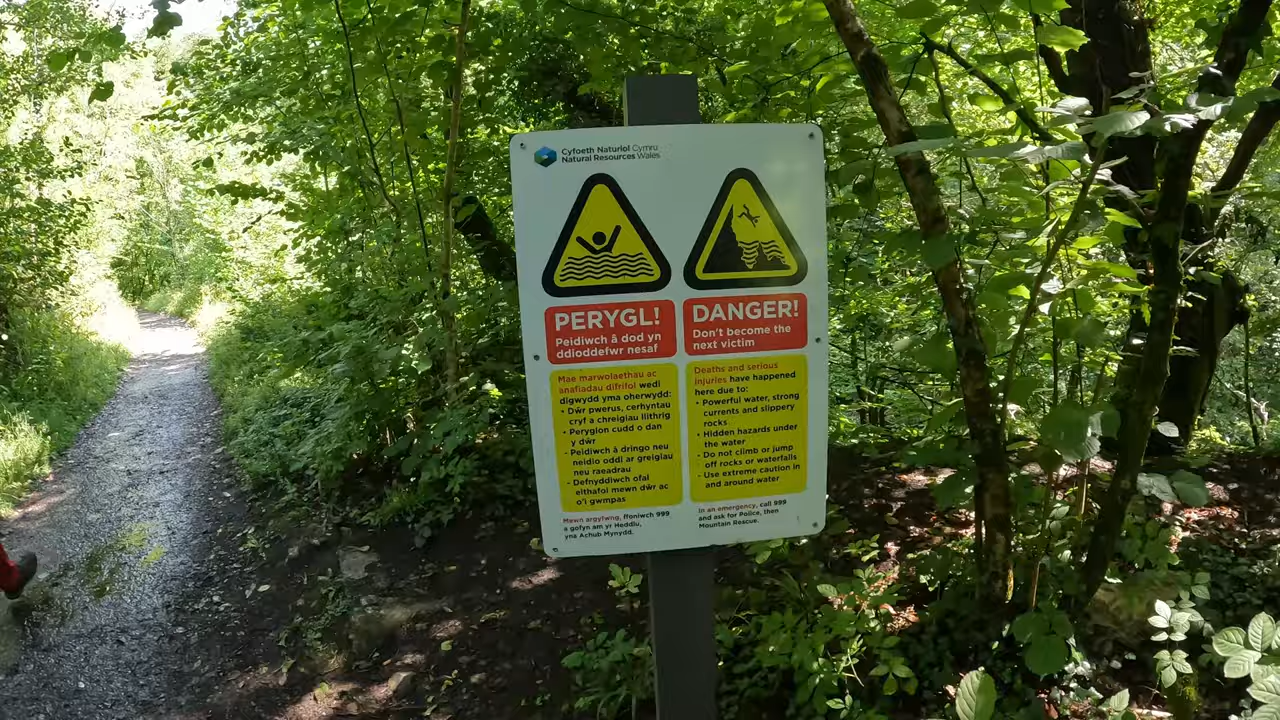 Cyfoeth Naturiol Cymru
Natural Resources Wales
PERYGL!
Peidiwch â dod yn
ddioddefwr nesaf
Mae marwolaethau ac
anafiadau difrifol wedi
digwydd yma oherwydd:
• Dŵr pwerus, cerhyntau
cryf a chreigiau llithrig
• Peryglon cudd o dan
y dŵr
• Peidiwch â dringo neu
neidio oddi ar greigiau
neu raeadrau
• Defnyddiwch ofal
eithafol mewn dŵr ac
o'i gwmpas
Mewn argyfwng, ffoniwch 999
a gofyn am yr Heddlu,
yna Achub Mynydd.
DANGER!
Don't become the
next victim
Deaths and serious
injuries have happened
here due to:
• Powerful water, strong
currents and slippery
rocks
• Hidden hazards under
the water
• Do not climb or jump
off rocks or waterfalls
• Use extreme caution in
and around water
In an emergency, call 999
and ask for Police, then
Mountain Rescue.